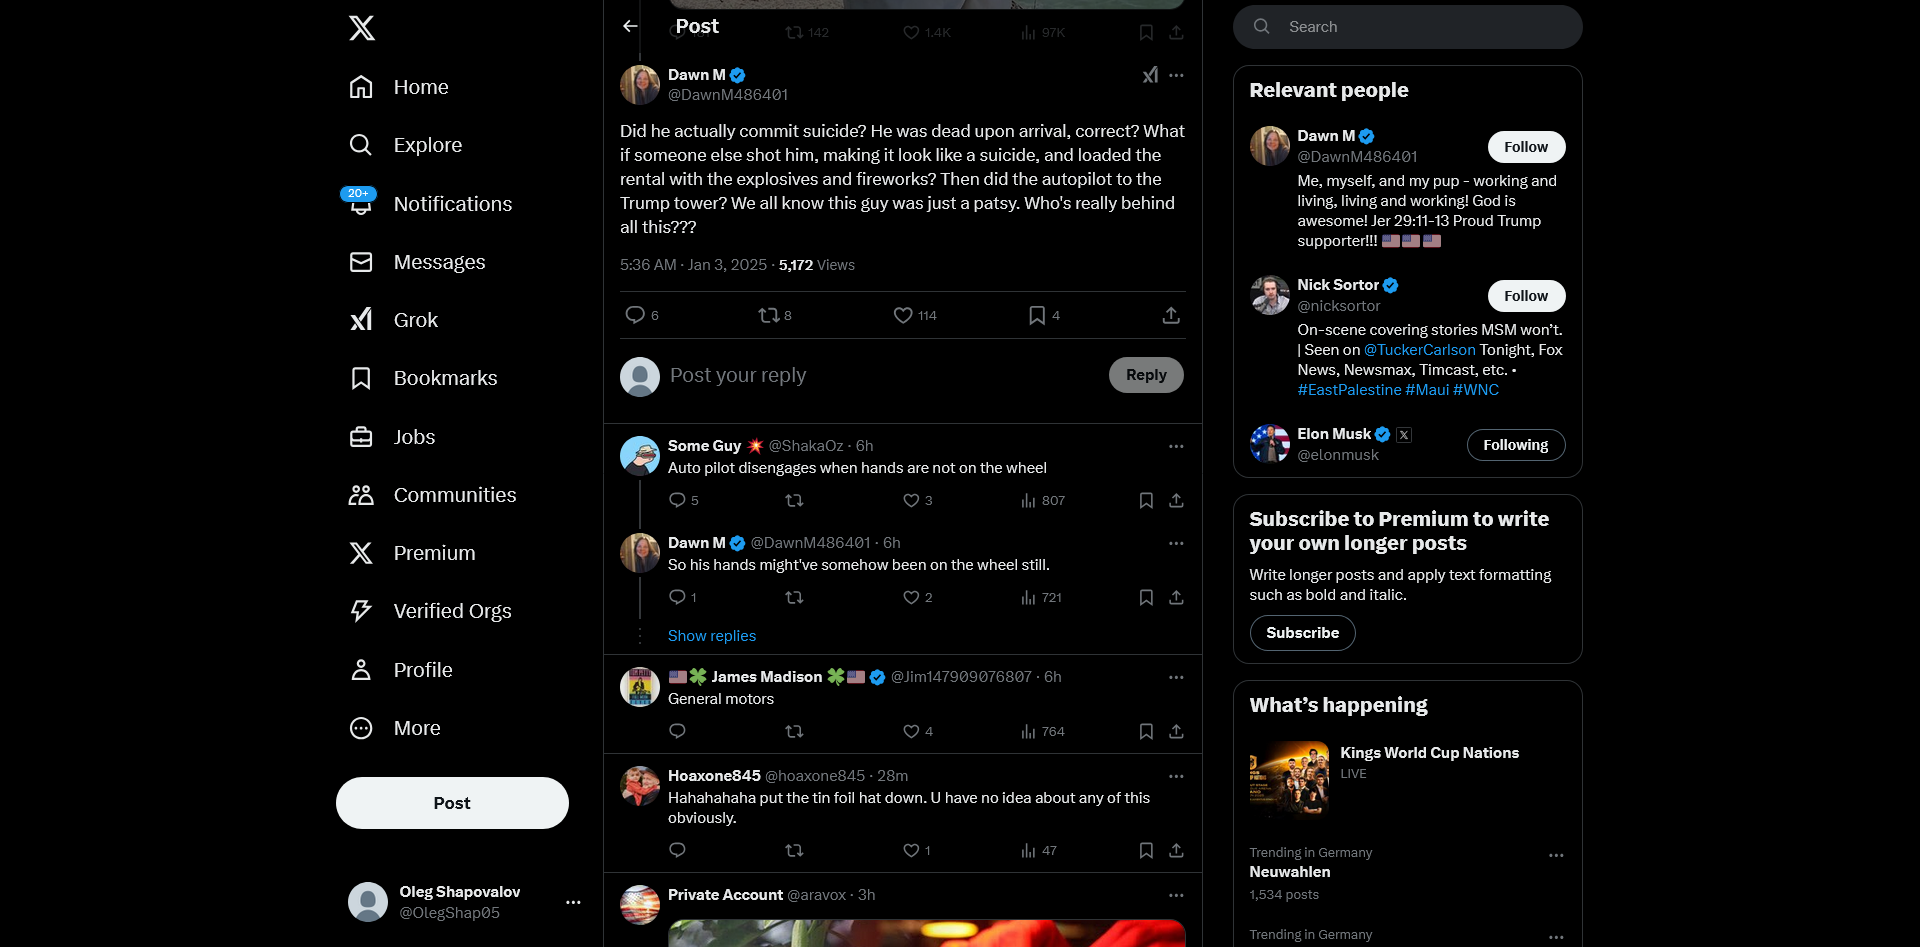 Home
Explore
20+
Notifications
Messages
Grok
Bookmarks
Jobs
Communities
Premium
Verified Orgs
Profile
More
Post
Oleg Shapovalov
@OlegShap05
Post
142
1.4K
97K
Dawn M
@DawnM486401
Did he actually commit suicide? He was dead upon arrival, correct? What
if someone else shot him, making it look like a suicide, and loaded the
rental with the explosives and fireworks? Then did the autopilot to the
Trump tower? We all know this guy was just a patsy. Who's really behind
all this???
5:36 AM · Jan 3, 2025 · 5,172 Views
6
8
114
4
Post your reply
Reply
Some Guy 💥 @ShakaOz · 6h
Auto pilot disengages when hands are not on the wheel
5
3
807
Dawn M @DawnM486401 · 6h
So his hands might've somehow been on the wheel still.
1
2
721
Show replies
🇺🇸🍀 James Madison 🍀🇺🇸 @Jim147909076807 · 6h
General motors
4
764
Hoaxone845 @hoaxone845 · 28m
Hahahahaha put the tin foil hat down. U have no idea about any of this
obviously.
1
47
Private Account @aravox · 3h
Search
Relevant people
Dawn M
@DawnM486401
Follow
Me, myself, and my pup - working and
living, living and working! God is
awesome! Jer 29:11-13 Proud Trump
supporter!!! 🇺🇸🇺🇸🇺🇸
Nick Sortor
@nicksortor
Follow
On-scene covering stories MSM won’t.
| Seen on @TuckerCarlson Tonight, Fox
News, Newsmax, Timcast, etc. •
#EastPalestine #Maui #WNC
Elon Musk
@elonmusk
Following
Subscribe to Premium to write
your own longer posts
Write longer posts and apply text formatting
such as bold and italic.
Subscribe
What’s happening
Kings World Cup Nations
LIVE
Trending in Germany
Neuwahlen
1,534 posts
Trending in Germany